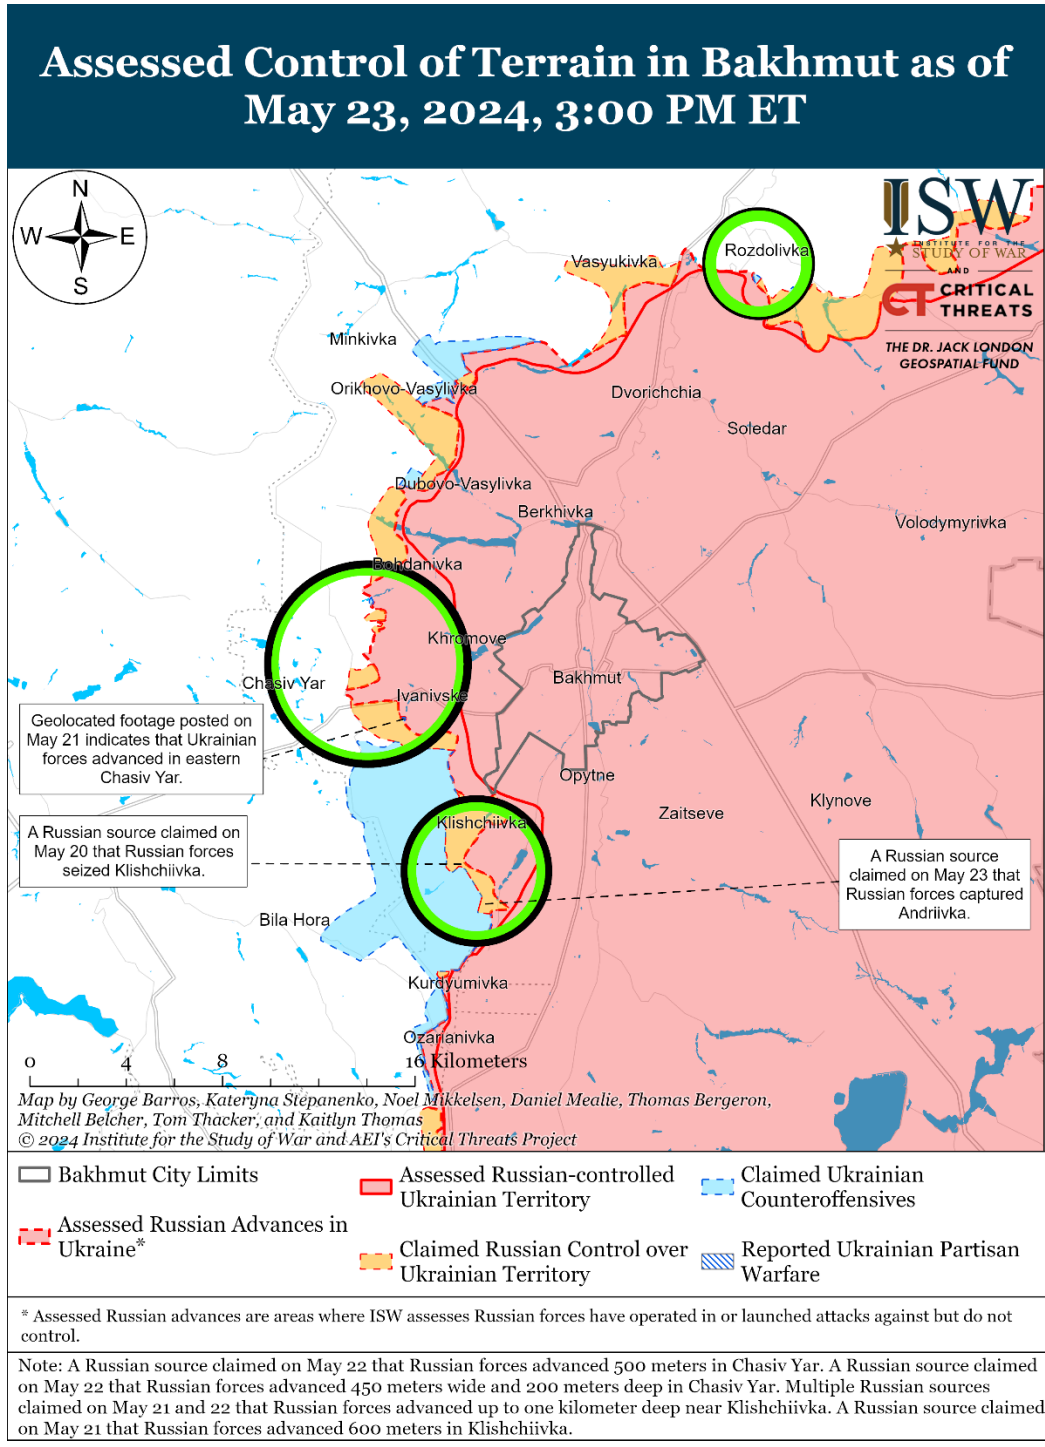 Assessed Control of Terrain in Bakhmut as of
May 23, 2024, 3:00 PM ET
N
W
E
S
ISW
INSTITUTE FOR THE
STUDY OF WAR
AND
CT CRITICAL
THREATS
THE DR. JACK LONDON
GEOSPATIAL FUND
Rozdolivka
Vasyukivka
Minkivka
Orikhovo-Vasylivka
Dvorichchia
Soledar
Dubovo-Vasylivka
Berkhivka
Volodymyrivka
Bohdanivka
Khromove
Bakhmut
Chasiv Yar
Ivanivske
Geolocated footage posted on
May 21 indicates that Ukrainian
forces advanced in eastern
Chasiv Yar.
Opytne
Zaitseve
Klynove
Klishchiivka
A Russian source claimed on
May 20 that Russian forces
seized Klishchiivka.
A Russian source
claimed on May 23 that
Russian forces captured
Andriivka.
Bila Hora
Kurdyumivka
Ozarianivka
0 4 8 16 Kilometers
Map by George Barros, Kateryna Stepanenko, Noel Mikkelsen, Daniel Mealie, Thomas Bergeron,
Mitchell Belcher, Tom Thacker, and Kaitlyn Thomas
© 2024 Institute for the Study of War and AEI's Critical Threats Project
Bakhmut City Limits
Assessed Russian Advances in
Ukraine*
Assessed Russian-controlled
Ukrainian Territory
Claimed Russian Control over
Ukrainian Territory
Claimed Ukrainian
Counteroffensives
Reported Ukrainian Partisan
Warfare
* Assessed Russian advances are areas where ISW assesses Russian forces have operated in or launched attacks against but do not
control.
Note: A Russian source claimed on May 22 that Russian forces advanced 500 meters in Chasiv Yar. A Russian source claimed
on May 22 that Russian forces advanced 450 meters wide and 200 meters deep in Chasiv Yar. Multiple Russian sources
claimed on May 21 and 22 that Russian forces advanced up to one kilometer deep near Klishchiivka. A Russian source claimed
on May 21 that Russian forces advanced 600 meters in Klishchiivka.